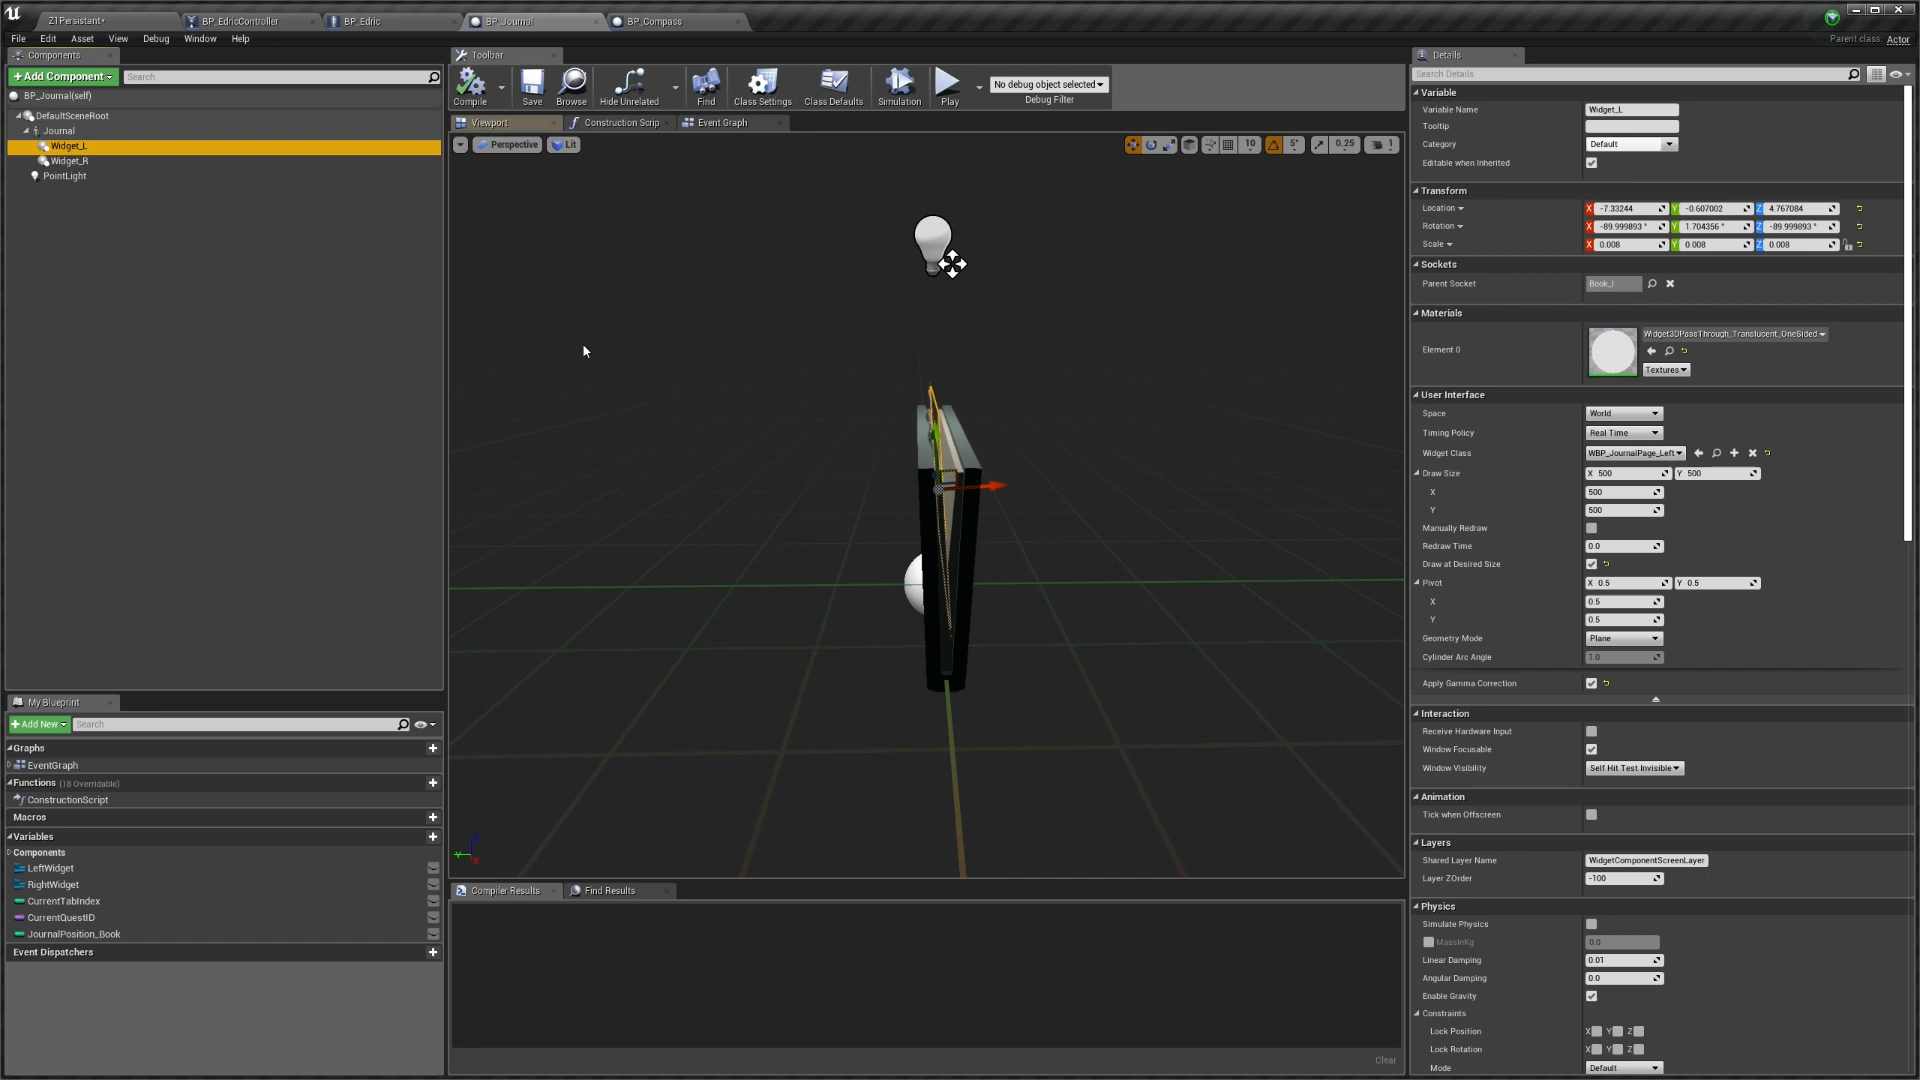 Z1Persistant*
BP_EdricController
BP_Edric
BP_Journal
BP_Compass
File Edit Asset View Debug Window Help
Parent class: Actor
Components
+Add Component
Search
BP_Journal(self)
DefaultSceneRoot
Journal
Widget_L
Widget_R
PointLight
Toolbar
Compile
Save
Browse
Hide Unrelated
Find
Class Settings
Class Defaults
Simulation
Play
No debug object selected
Debug Filter
Viewport
Construction Scrip
Event Graph
Perspective
Lit
10
5°
0.25
1
Compiler Results
Find Results
Clear
My Blueprint
+Add New
Search
Graphs
EventGraph
Functions (18 Overridable)
ConstructionScript
Macros
Variables
Components
LeftWidget
RightWidget
CurrentTabIndex
CurrentQuestID
JournalPosition_Book
Event Dispatchers
Details
Search Details
Variable
Variable Name Widget_L
Tooltip
Category Default
Editable when Inherited
Transform
Location X -7.33244 Y -0.607002 Z 4.767084
Rotation X -89.999893 ° Y 1.704356 ° Z -89.999893 °
Scale X 0.008 Y 0.008 Z 0.008
Sockets
Parent Socket Book_l
Materials
Element 0 Widget3DPassThrough_Translucent_OneSided
Textures
User Interface
Space World
Timing Policy Real Time
Widget Class WBP_JournalPage_Left
Draw Size X 500 Y 500
X 500
Y 500
Manually Redraw
Redraw Time 0.0
Draw at Desired Size
Pivot X 0.5 Y 0.5
X 0.5
Y 0.5
Geometry Mode Plane
Cylinder Arc Angle 1.0
Apply Gamma Correction
Interaction
Receive Hardware Input
Window Focusable
Window Visibility Self Hit Test Invisible
Animation
Tick when Offscreen
Layers
Shared Layer Name WidgetComponentScreenLayer
Layer ZOrder -100
Physics
Simulate Physics
MassInKg 0.0
Linear Damping 0.01
Angular Damping 0.0
Enable Gravity
Constraints
Lock Position X Y Z
Lock Rotation X Y Z
Mode Default